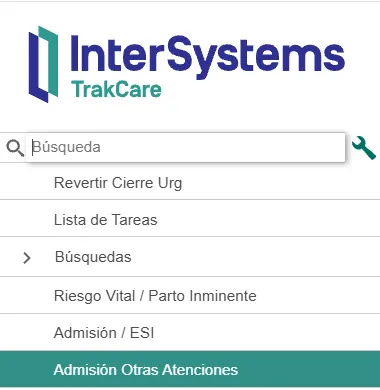 InterSystems
TrakCare
Búsqueda
Revertir Cierre Urg
Lista de Tareas
Búsquedas
Riesgo Vital / Parto Inminente
Admisión / ESI
Admisión Otras Atenciones